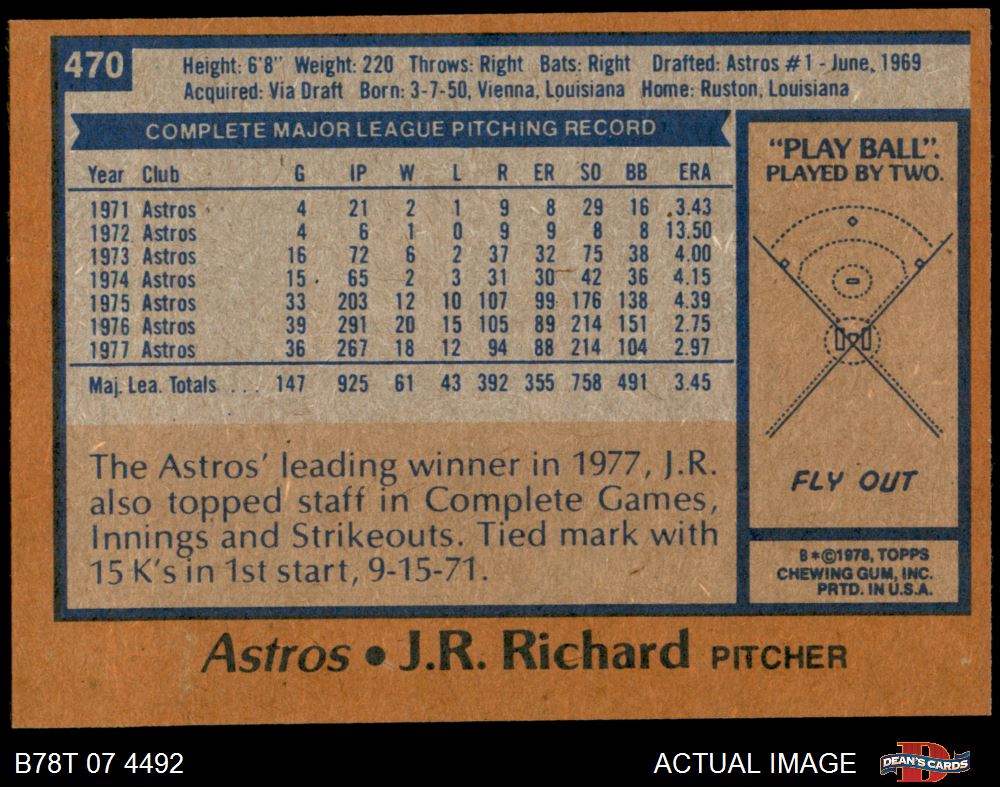 470
Height: 6'8" Weight: 220 Throws: Right Bats: Right Drafted: Astros #1 - June, 1969
Acquired: Via Draft Born: 3-7-50, Vienna, Louisiana Home: Ruston, Louisiana
COMPLETE MAJOR LEAGUE PITCHING RECORD
Year Club G IP W L R ER SO BB ERA
1971 Astros 4 21 2 1 9 8 29 16 3.43
1972 Astros 4 6 1 0 9 9 8 8 13.50
1973 Astros 16 72 6 2 37 32 75 38 4.00
1974 Astros 15 65 2 3 31 30 42 36 4.15
1975 Astros 33 203 12 10 107 99 176 138 4.39
1976 Astros 39 291 20 15 105 89 214 151 2.75
1977 Astros 36 267 18 12 94 88 214 104 2.97
Maj. Lea. Totals ... 147 925 61 43 392 355 758 491 3.45
The Astros' leading winner in 1977, J.R.
also topped staff in Complete Games,
Innings and Strikeouts. Tied mark with
15 K's in 1st start, 9-15-71.
"PLAY BALL".
PLAYED BY TWO.
FLY OUT
B*©1978, TOPPS
CHEWING GUM, INC.
PRTD. IN U.S.A.
Astros • J.R. Richard PITCHER
B78T 07 4492
ACTUAL IMAGE
DEAN'S CARDS